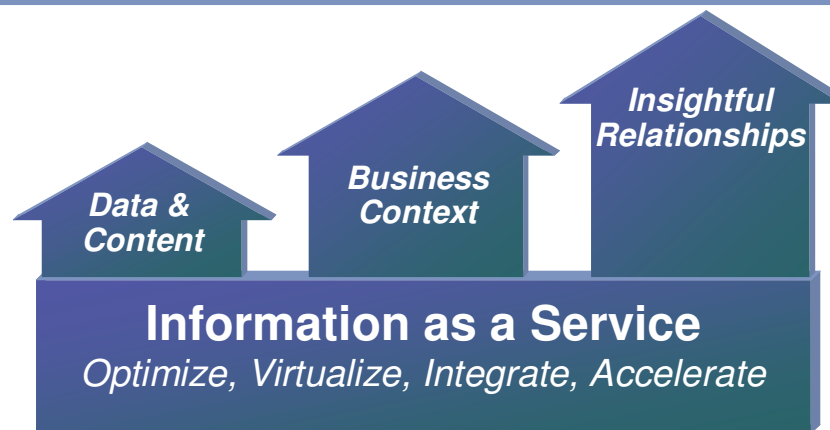 Data &
Content
Business
Context
Insightful
Relationships
Information as a Service
Optimize, Virtualize, Integrate, Accelerate